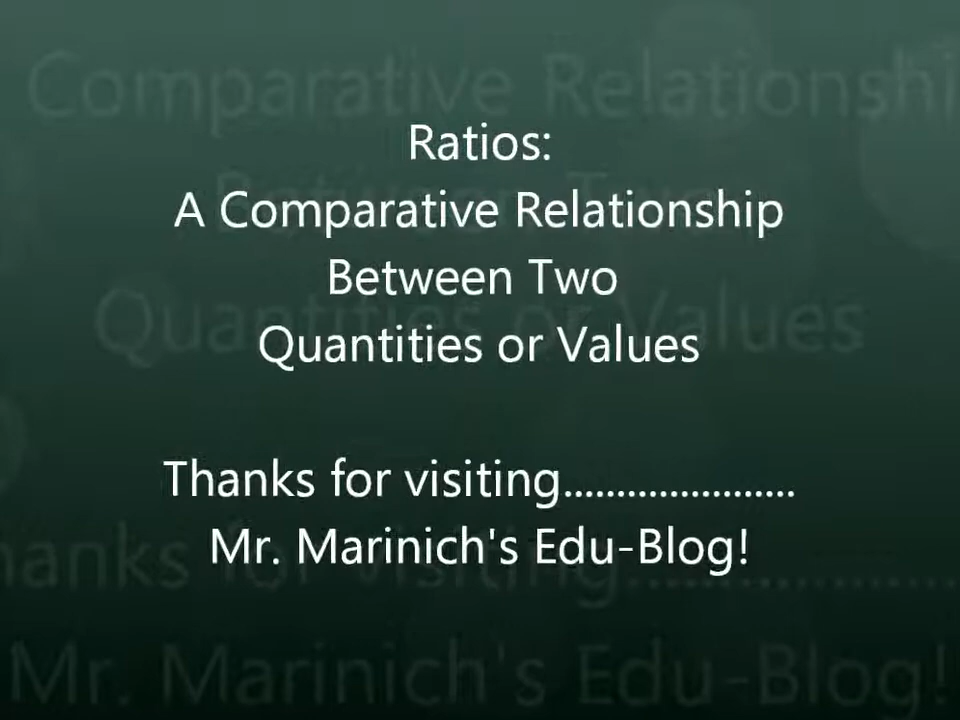 Ratios:
A Comparative Relationship
Between Two
Quantities or Values
Thanks for visiting......................
Mr. Marinich's Edu-Blog!